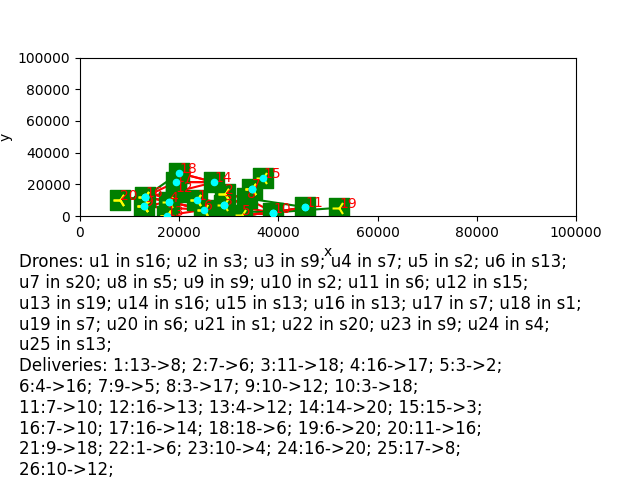 100000
80000
60000
40000
20000
0
y
0 20000 40000 60000 80000 100000
x
Drones: u1 in s16; u2 in s3; u3 in s9; u4 in s7; u5 in s2; u6 in s13;
u7 in s20; u8 in s5; u9 in s9; u10 in s2; u11 in s6; u12 in s15;
u13 in s19; u14 in s16; u15 in s13; u16 in s13; u17 in s7; u18 in s1;
u19 in s7; u20 in s6; u21 in s1; u22 in s20; u23 in s9; u24 in s4;
u25 in s13;
Deliveries: 1:13->8; 2:7->6; 3:11->18; 4:16->17; 5:3->2;
6:4->16; 7:9->5; 8:3->17; 9:10->12; 10:3->18;
11:7->10; 12:16->13; 13:4->12; 14:14->20; 15:15->3;
16:7->10; 17:16->14; 18:18->6; 19:6->20; 20:11->16;
21:9->18; 22:1->6; 23:10->4; 24:16->20; 25:17->8;
26:10->12;